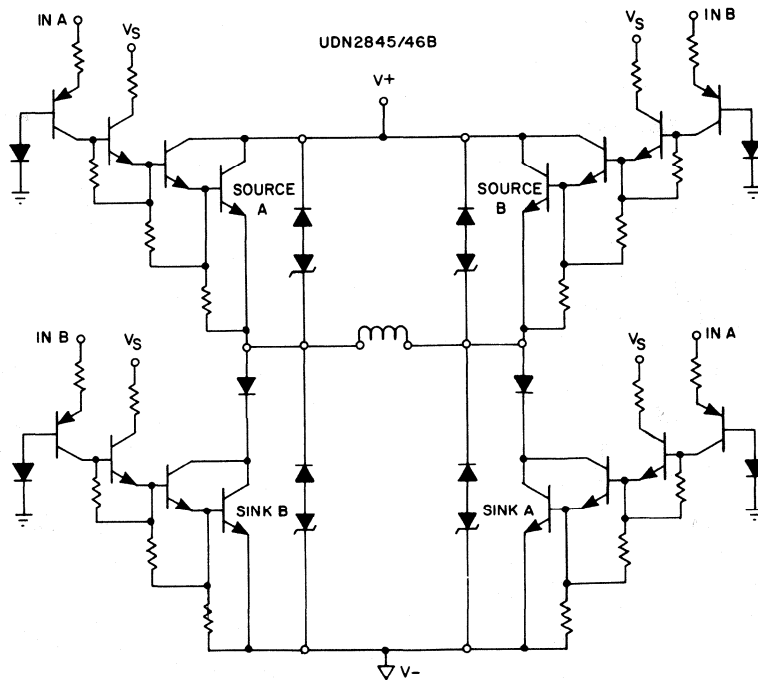 IN A
VS
UDN2845/46B
V+
VS
IN B
SOURCE
A
SOURCE
B
IN B
VS
VS
IN A
SINK B
SINK A
V-